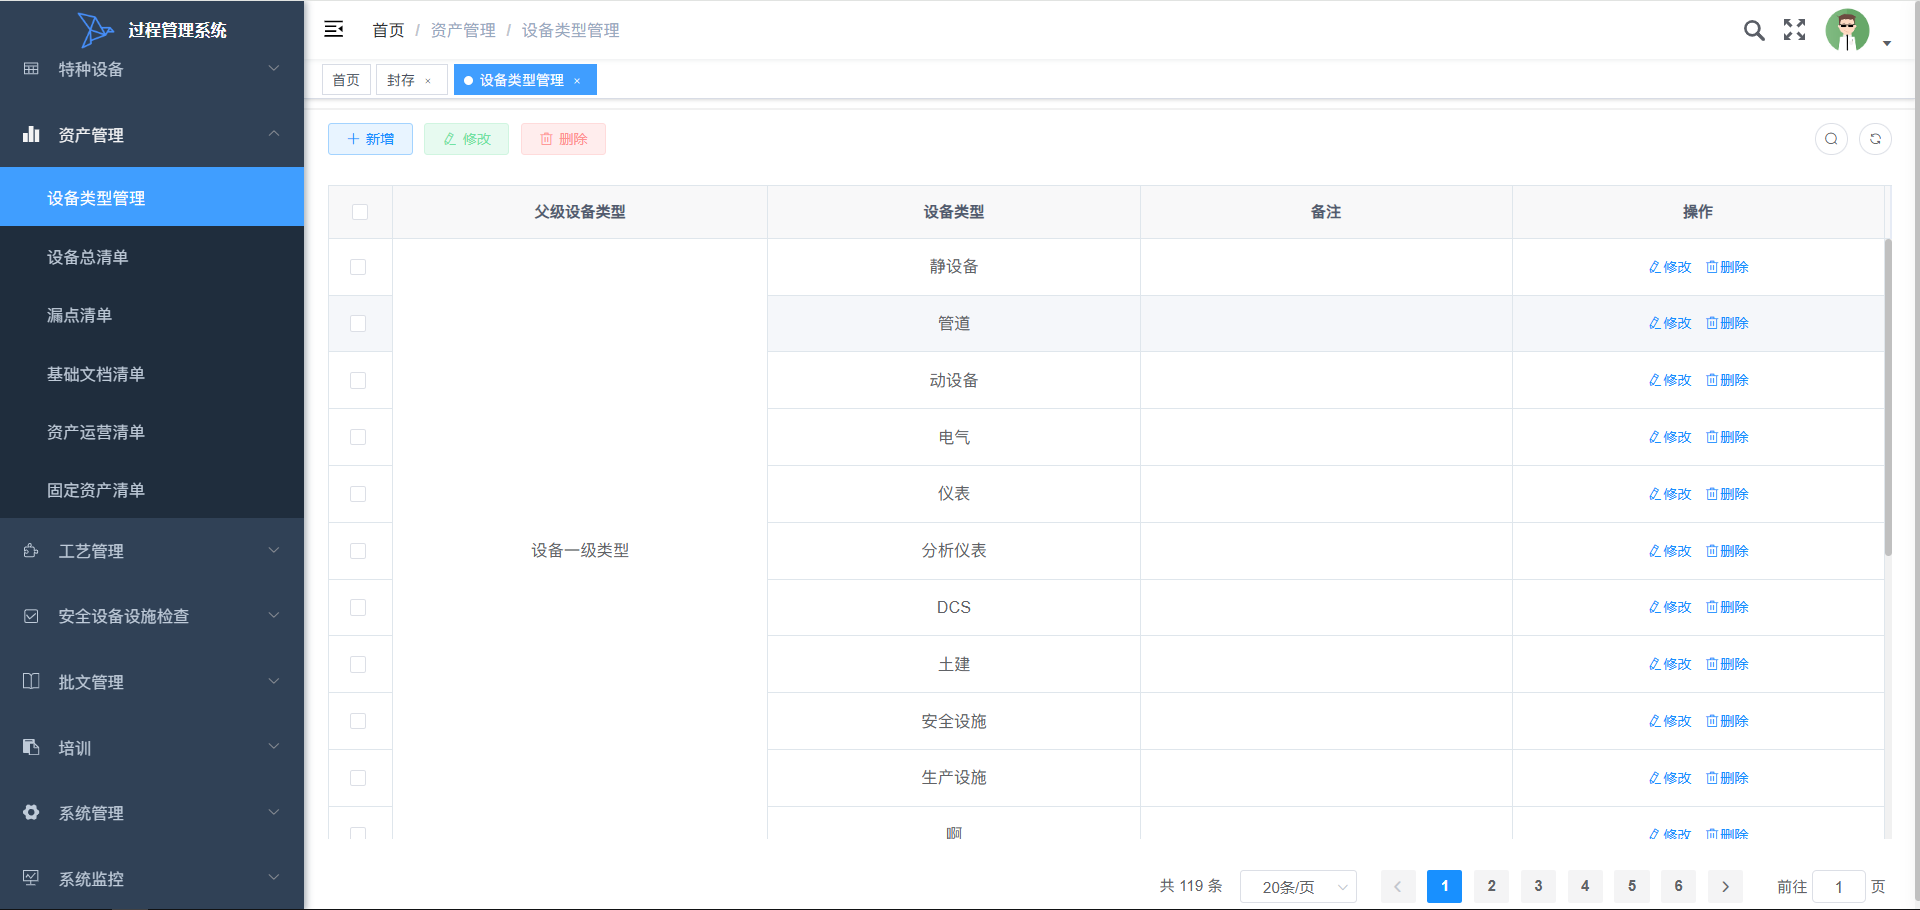 过程管理系统
特种设备
资产管理
设备类型管理
设备总清单
漏点清单
基础文档清单
资产运营清单
固定资产清单
工艺管理
安全设备设施检查
批文管理
培训
系统管理
系统监控
首页 / 资产管理 / 设备类型管理
首页 封存 × 设备类型管理 ×
新增 修改 删除
父级设备类型 设备类型 备注 操作
静设备 修改 删除
管道 修改 删除
动设备 修改 删除
电气 修改 删除
仪表 修改 删除
设备一级类型 分析仪表 修改 删除
DCS 修改 删除
土建 修改 删除
安全设施 修改 删除
生产设施 修改 删除
啊 修改 删除
共 119 条 20条/页 1 2 3 4 5 6 前往 1 页